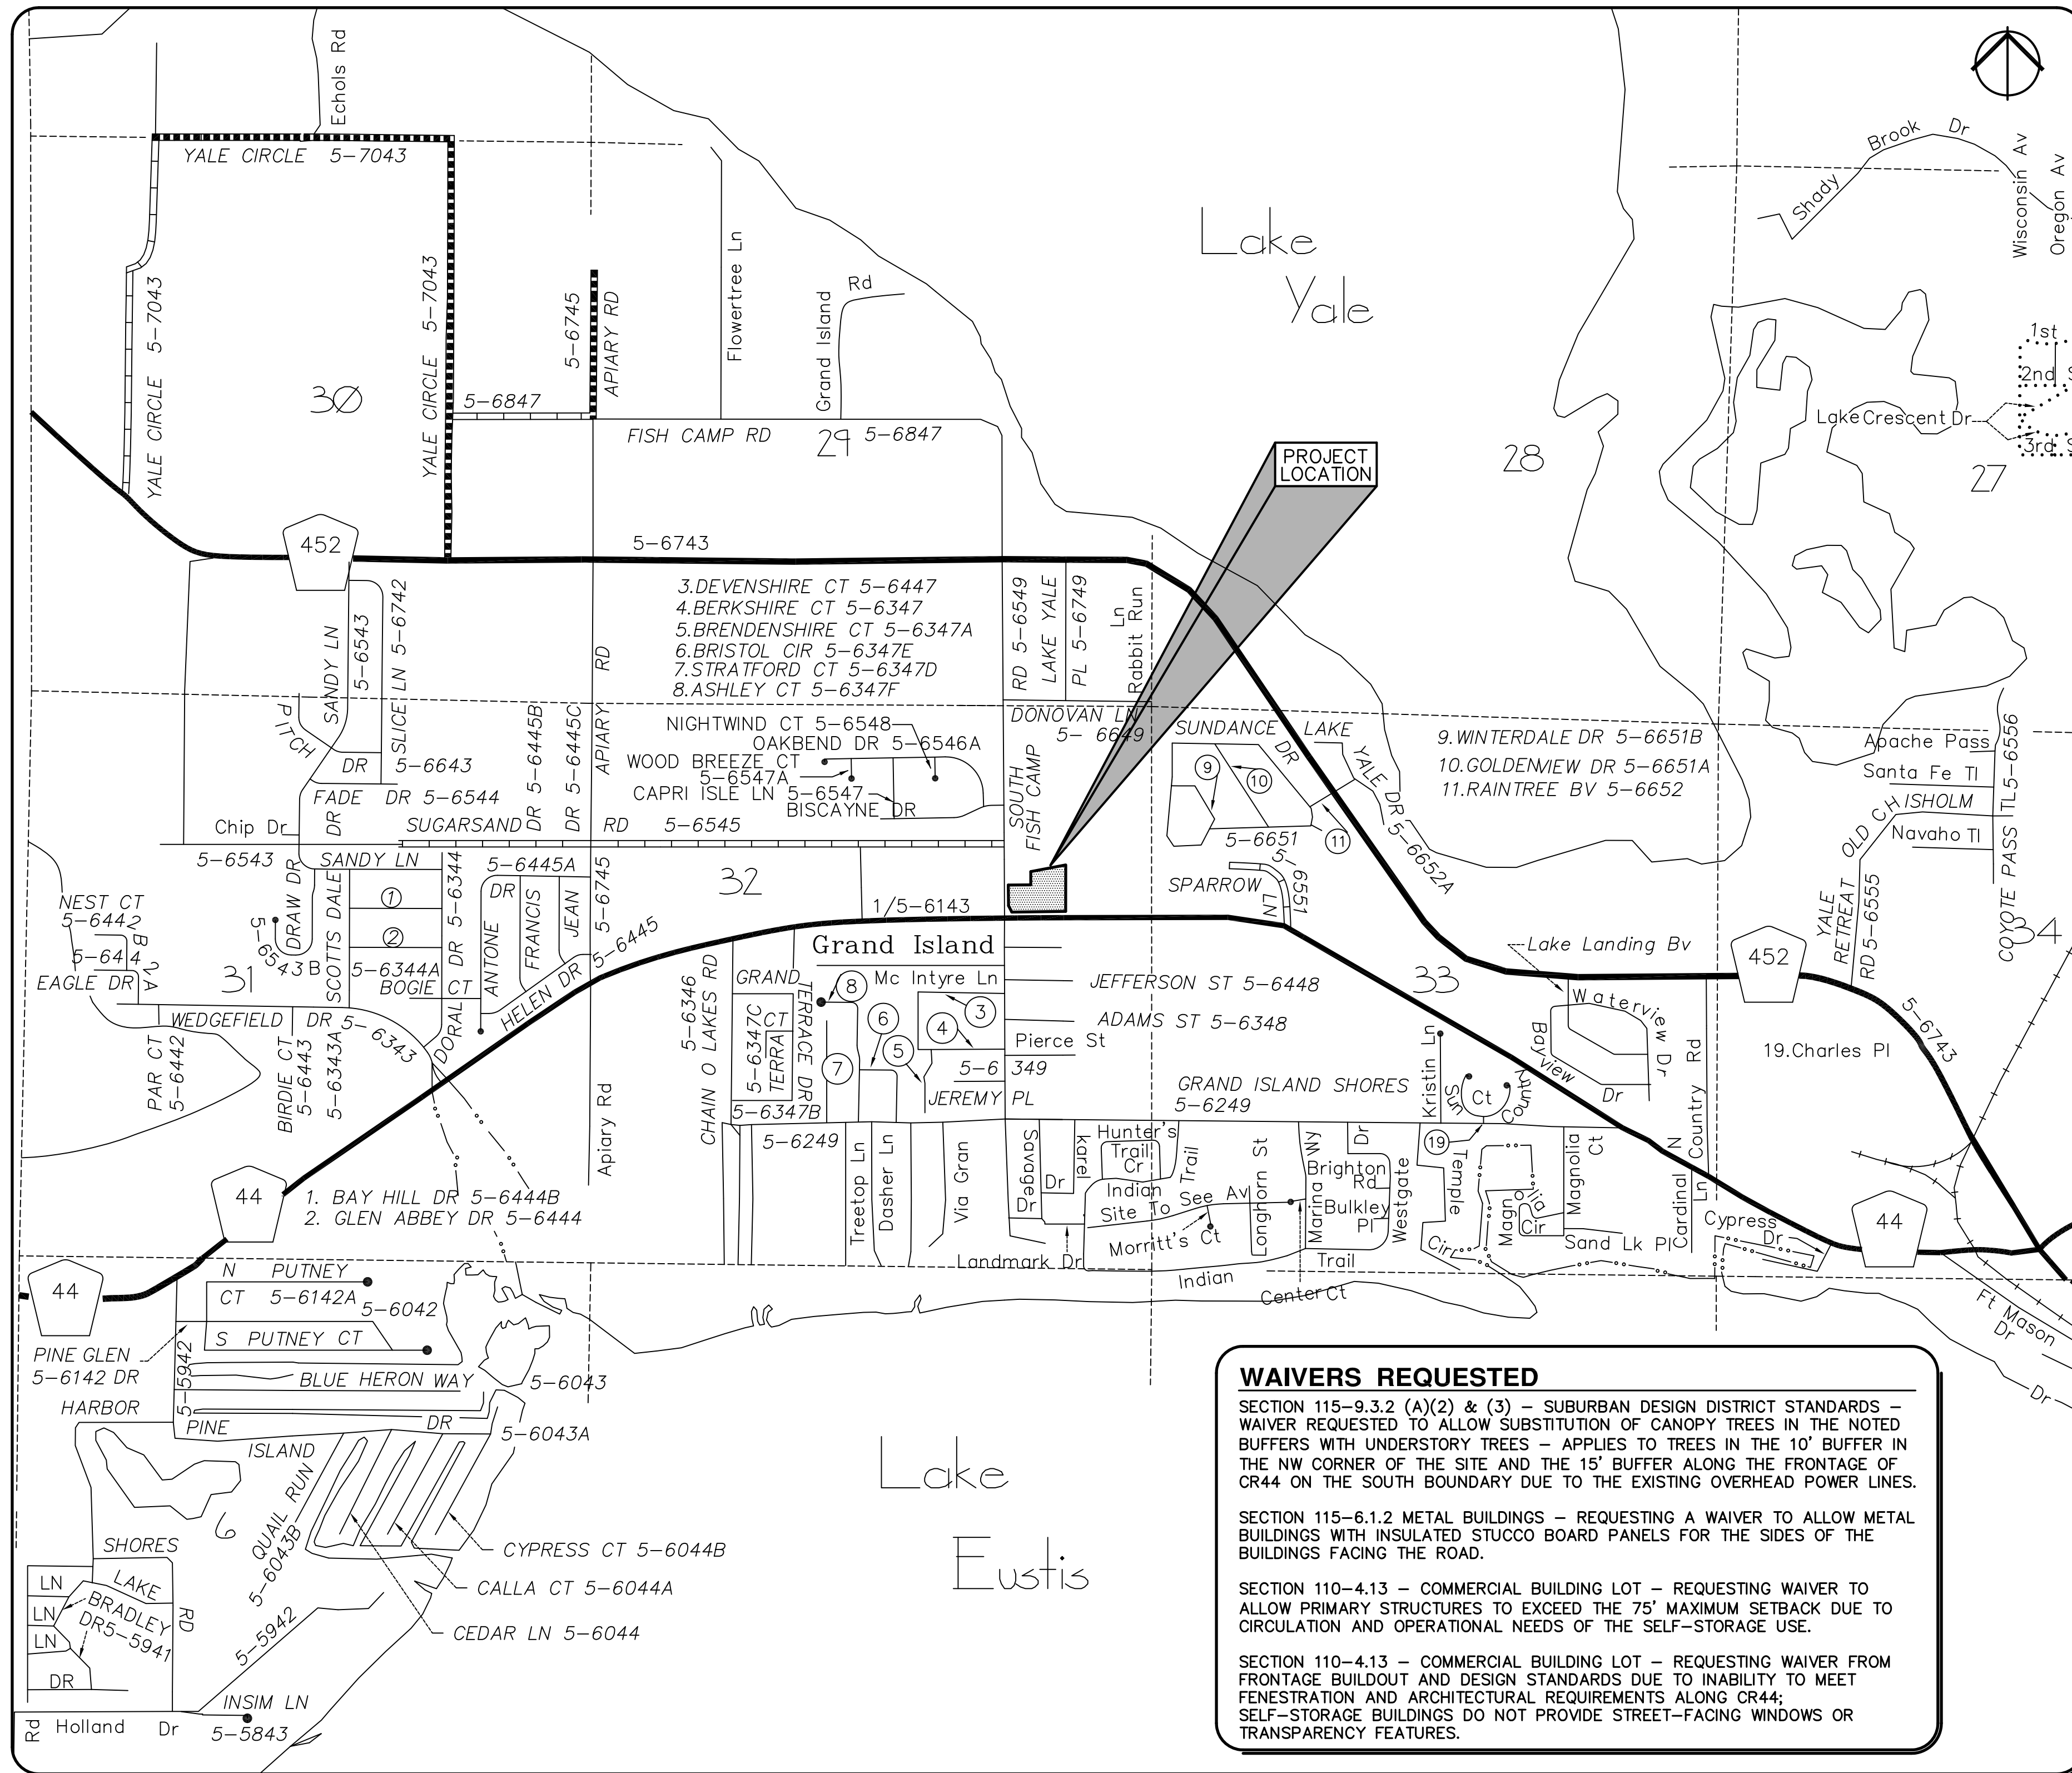 Echols Rd
YALE CIRCLE 5-7043
YALE CIRCLE 5-7043
YALE CIRCLE 5-7043
5-6745
APIARY RD
Flowertree Ln
Grand Island
Rd
Lake
Yale
Shady
Brook
Dr
Wisconsin Av
Oregon Av
1st
2nd S
Lake Crescent Dr
3rd S
30
5-6847
FISH CAMP RD
29
5-6847
28
27
PROJECT
LOCATION
452
5-6743
SANDY LN
5-6543
SLICE LN 5-6742
3.DEVENSHIRE CT 5-6447
4.BERKSHIRE CT 5-6347
5.BRENDENSHIRE CT 5-6347A
6.BRISTOL CIR 5-6347E
7.STRATFORD CT 5-6347D
8.ASHLEY CT 5-6347F
RD 5-6549
LAKE YALE
PL 5-6749
Ln
Rabbit Run
APIARY RD
PITCH
DR
5-6643
FADE DR 5-6544
DR
DR 5-6445B
DR 5-6445C
NIGHTWIND CT 5-6548
OAKBEND DR 5-6546A
WOOD BREEZE CT
5-6547A
CAPRI ISLE LN 5-6547
BISCAYNE DR
DONOVAN LN
5- 6649
SOUTH
FISH CAMP
SUNDANCE LAKE
DR
YALE DR 5-6652A
9
10
11
9.WINTERDALE DR 5-6651B
10.GOLDENVIEW DR 5-6651A
11.RAINTREE BV 5-6652
5-6651
Apache Pass
Santa Fe Tl
OLD CHISHOLM
Navaho Tl
TL 5-6556
COYOTE PASS
YALE
RETREAT
RD 5-6555
34
Chip Dr
SUGARSAND RD 5-6545
5-6543
SANDY LN
DRAW DR
5-6543B
SCOTTS DALE
1
2
5-6344A
BOGIE CT
DORAL DR 5-6344
5-6445A
ANTONE DR
FRANCIS
JEAN
5-6745
HELEN DR 5-6445
32
1/5-6143
SPARROW
LN
5-6551
NEST CT
5-6442B
5-6442A
EAGLE DR
31
WEDGEFIELD DR 5-6343
PAR CT
5-6442
BIRDIE CT
5-6443
5-6343A
Grand Island
Mc Intyre Ln
JEFFERSON ST 5-6448
ADAMS ST 5-6348
Pierce St
5-6349
JEREMY PL
5-6346
CHAIN O LAKES RD
GRAND
TERRACE DR
5-6347C
TERRA CT
5-6347B
8
3
6
4
5
7
33
Lake Landing Bv
452
Waterview Dr
Bayview
Dr
19.Charles Pl
5-6743
Kristin Ln
Sun
Ct
Country
Country Rd
GRAND ISLAND SHORES
5-6249
19
5-6249
Apiary Rd
Treetop Ln
Dasher Ln
Via Gran
Savage
Dr
Karel
Dr
Hunter's
Trail
Cr
Trail
Indian
Site To See Av
Morritt's Ct
Landmark Dr
Longhorn St
Marina Wy
Dr
Brighton
Rd
Bulkley
Pl
Westgate
Trail
Indian
Center Ct
Temple
Cir
Magnolia
Cir
Magnolia
Ct
Sand Lk Pl
N
Cardinal
Ln
Cypress
Dr
44
Ft Mason
Dr
Dr
44
1. BAY HILL DR 5-6444B
2. GLEN ABBEY DR 5-6444
44
N PUTNEY
CT 5-6142A
5-6042
S PUTNEY CT
PINE GLEN
5-6142 DR
5-5942
BLUE HERON WAY
5-6043
HARBOR
PINE
DR
5-6043A
ISLAND
QUAIL RUN
5-6043B
6
SHORES
CYPRESS CT 5-6044B
CALLA CT 5-6044A
CEDAR LN 5-6044
LN
LN
LN
LAKE
BRADLEY
DR5-5941
DR
RD
5-5942
INSIM LN
5-5843
Rd
Holland Dr
Lake
Eustis
WAIVERS REQUESTED
SECTION 115-9.3.2 (A)(2) & (3) – SUBURBAN DESIGN DISTRICT STANDARDS –
WAIVER REQUESTED TO ALLOW SUBSTITUTION OF CANOPY TREES IN THE NOTED
BUFFERS WITH UNDERSTORY TREES – APPLIES TO TREES IN THE 10' BUFFER IN
THE NW CORNER OF THE SITE AND THE 15' BUFFER ALONG THE FRONTAGE OF
CR44 ON THE SOUTH BOUNDARY DUE TO THE EXISTING OVERHEAD POWER LINES.
SECTION 115-6.1.2 METAL BUILDINGS – REQUESTING A WAIVER TO ALLOW METAL
BUILDINGS WITH INSULATED STUCCO BOARD PANELS FOR THE SIDES OF THE
BUILDINGS FACING THE ROAD.
SECTION 110-4.13 – COMMERCIAL BUILDING LOT – REQUESTING WAIVER TO
ALLOW PRIMARY STRUCTURES TO EXCEED THE 75' MAXIMUM SETBACK DUE TO
CIRCULATION AND OPERATIONAL NEEDS OF THE SELF-STORAGE USE.
SECTION 110-4.13 – COMMERCIAL BUILDING LOT – REQUESTING WAIVER FROM
FRONTAGE BUILDOUT AND DESIGN STANDARDS DUE TO INABILITY TO MEET
FENESTRATION AND ARCHITECTURAL REQUIREMENTS ALONG CR44;
SELF-STORAGE BUILDINGS DO NOT PROVIDE STREET-FACING WINDOWS OR
TRANSPARENCY FEATURES.